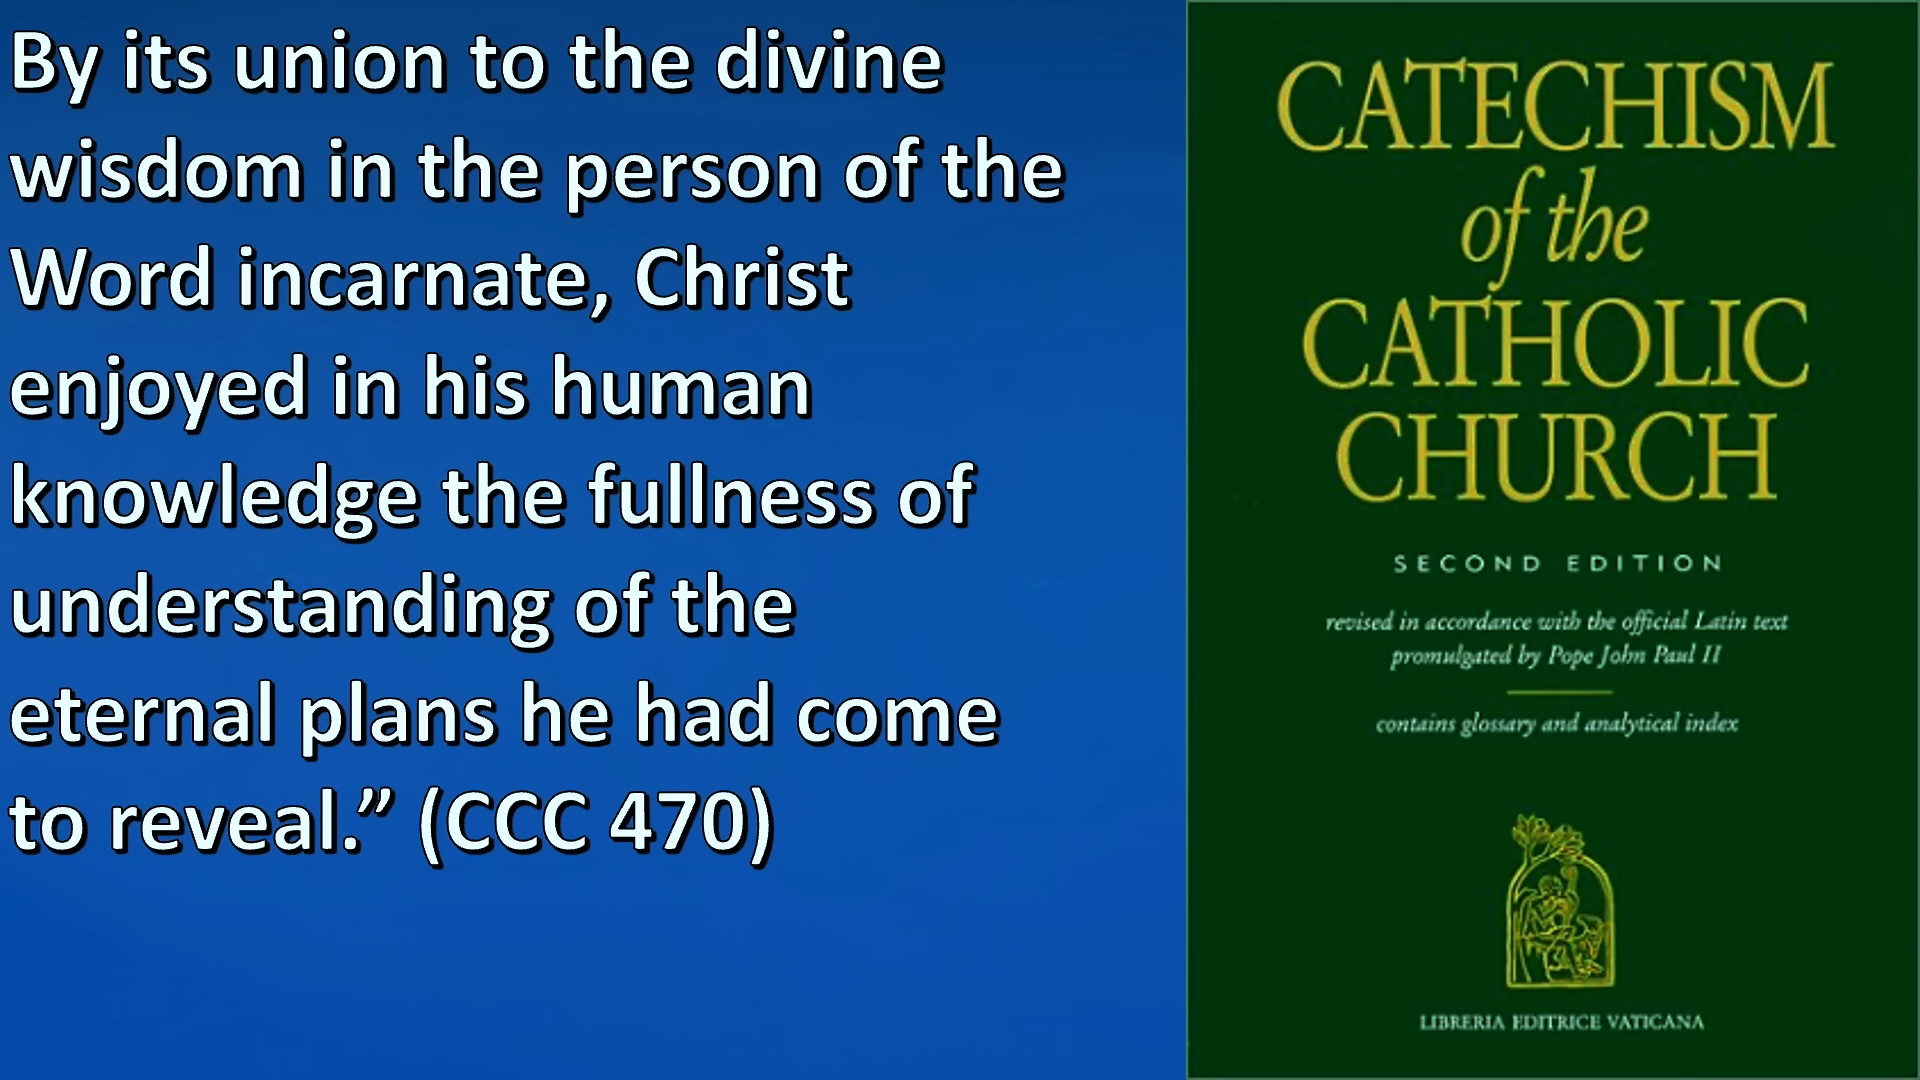 By its union to the divine
wisdom in the person of the
Word incarnate, Christ
enjoyed in his human
knowledge the fullness of
understanding of the
eternal plans he had come
to reveal.” (CCC 470)
CATECHISM
of the
CATHOLIC
CHURCH
SECOND EDITION
revised in accordance with the official Latin text
promulgated by Pope John Paul II
contains glossary and analytical index
LIBRERIA EDITRICE VATICANA